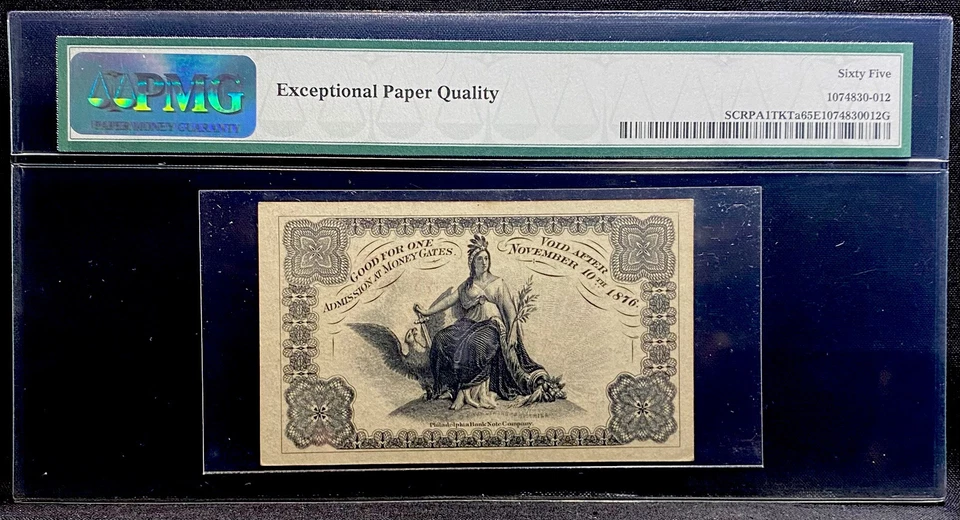 PMG
PAPER MONEY GUARANTY
Exceptional Paper Quality
Sixty Five
1074830-012
SCRPA1TKTa65E1074830012G
GOOD FOR ONE
ADMISSION AT MONEY GATES.
VOID AFTER
NOVEMBER 10TH 1876.
Philadelphia Bank Note Company.